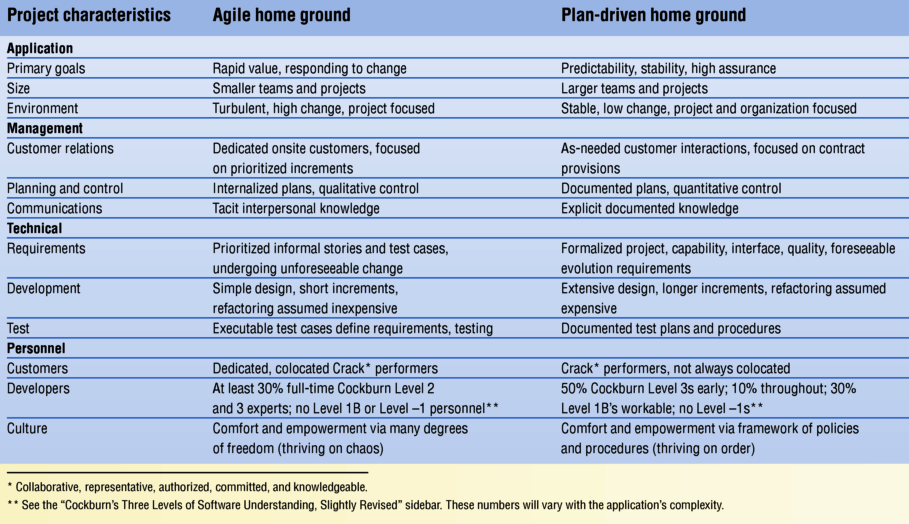 Project characteristics Agile home ground Plan-driven home ground
Application
Primary goals Rapid value, responding to change Predictability, stability, high assurance
Size Smaller teams and projects Larger teams and projects
Environment Turbulent, high change, project focused Stable, low change, project and organization focused
Management
Customer relations Dedicated onsite customers, focused As-needed customer interactions, focused on contract
on prioritized increments provisions
Planning and control Internalized plans, qualitative control Documented plans, quantitative control
Communications Tacit interpersonal knowledge Explicit documented knowledge
Technical
Requirements Prioritized informal stories and test cases, Formalized project, capability, interface, quality, foreseeable
undergoing unforeseeable change evolution requirements
Development Simple design, short increments, Extensive design, longer increments, refactoring assumed
refactoring assumed inexpensive expensive
Test Executable test cases define requirements, testing Documented test plans and procedures
Personnel
Customers Dedicated, colocated Crack* performers Crack* performers, not always colocated
Developers At least 30% full-time Cockburn Level 2 50% Cockburn Level 3s early; 10% throughout; 30%
and 3 experts; no Level 1B or Level –1 personnel** Level 1B's workable; no Level –1s**
Culture Comfort and empowerment via many degrees Comfort and empowerment via framework of policies
of freedom (thriving on chaos) and procedures (thriving on order)
* Collaborative, representative, authorized, committed, and knowledgeable.
** See the “Cockburn's Three Levels of Software Understanding, Slightly Revised” sidebar. These numbers will vary with the application's complexity.